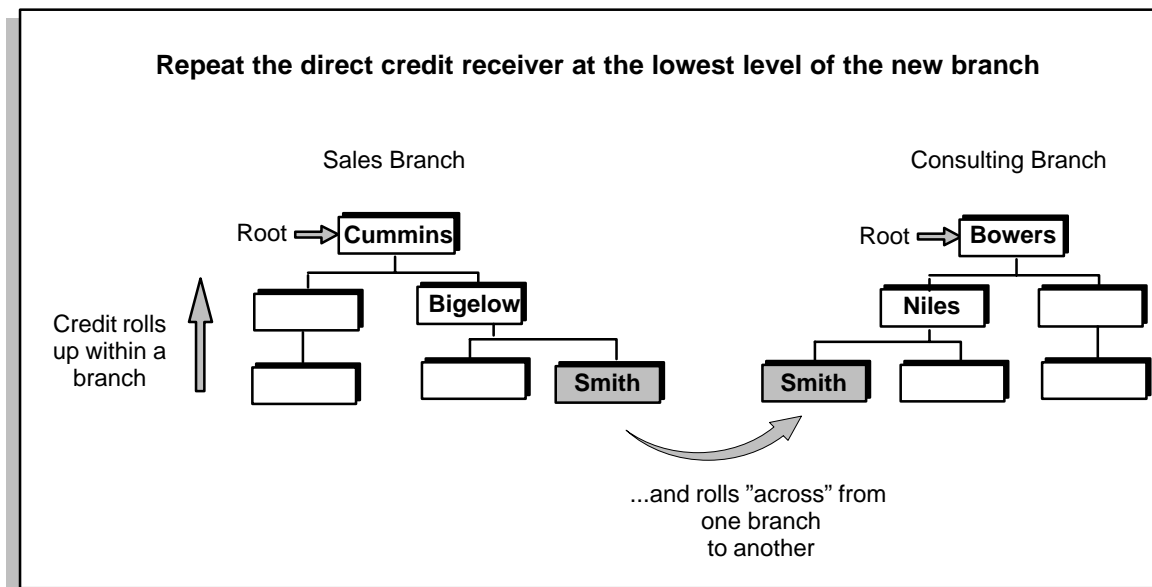 Repeat the direct credit receiver at the lowest level of the new branch
Sales Branch
Consulting Branch
Root
Cummins
Root
Bowers
Bigelow
Niles
Credit rolls
up within a
branch
Smith
Smith
...and rolls ”across” from
one branch
to another